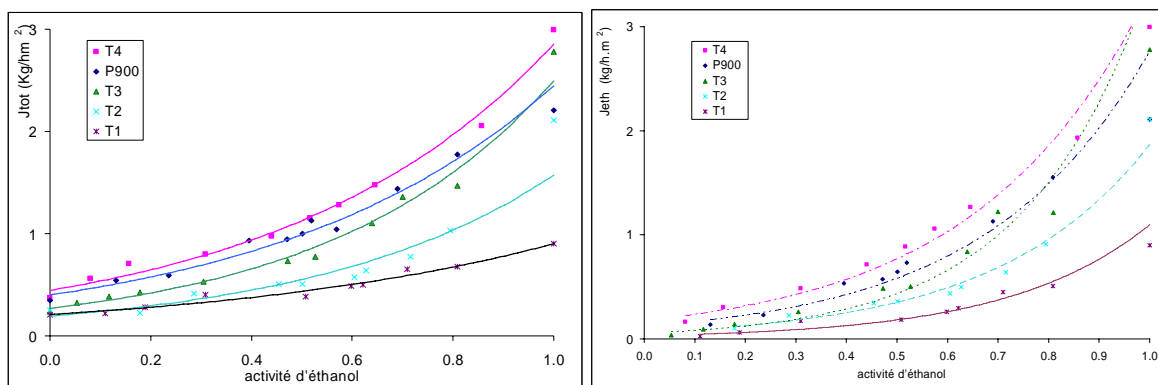 3
2
1
0
0.0 0.2 0.4 0.6 0.8 1.0
Jtot (Kg/hm ²)
activité d'éthanol
T4
P900
T3
T2
T1
3
2
1
0
0.0 0.1 0.2 0.3 0.4 0.5 0.6 0.7 0.8 0.9 1.0
Jeth (kg/h.m ²)
activité d'éthanol
T4
P900
T3
T2
T1